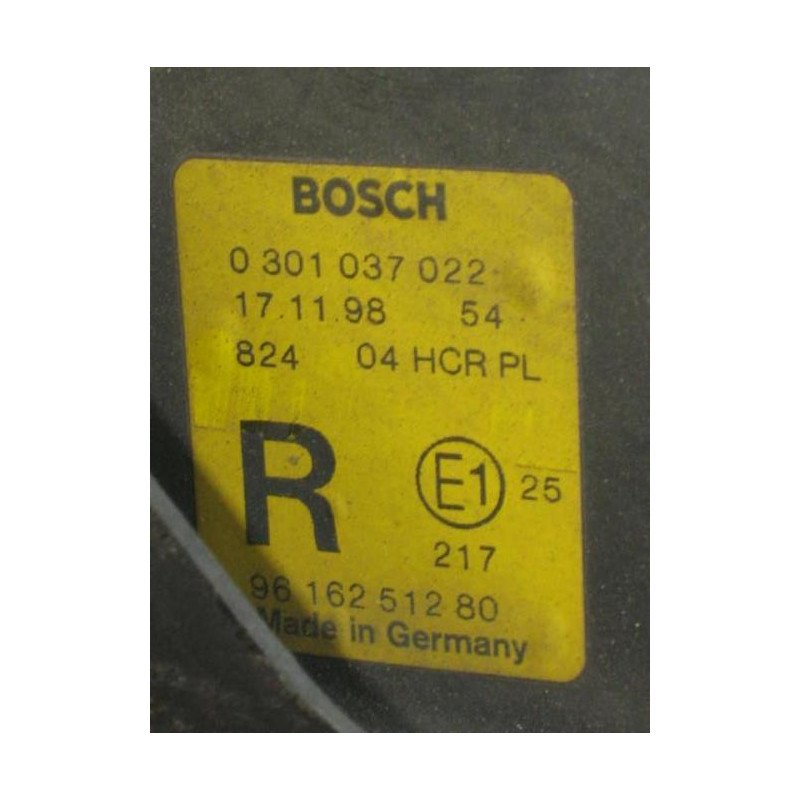 BOSCH
0 301 037 022
17.11.98 54
824 04 HCR PL
R E1 25
217
96 162 512 80
Made in Germany